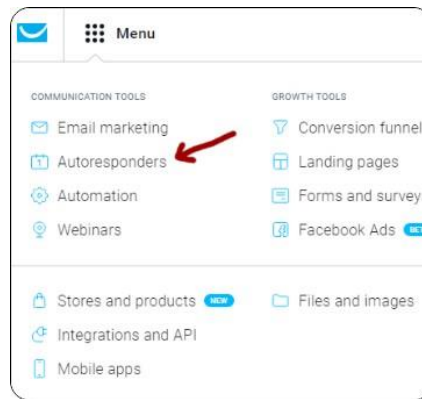 Menu
COMMUNICATION TOOLS
Email marketing
Autoresponders
Automation
Webinars
GROWTH TOOLS
Conversion funnel
Landing pages
Forms and survey
Facebook Ads
Stores and products NEW
Integrations and API
Mobile apps
Files and images